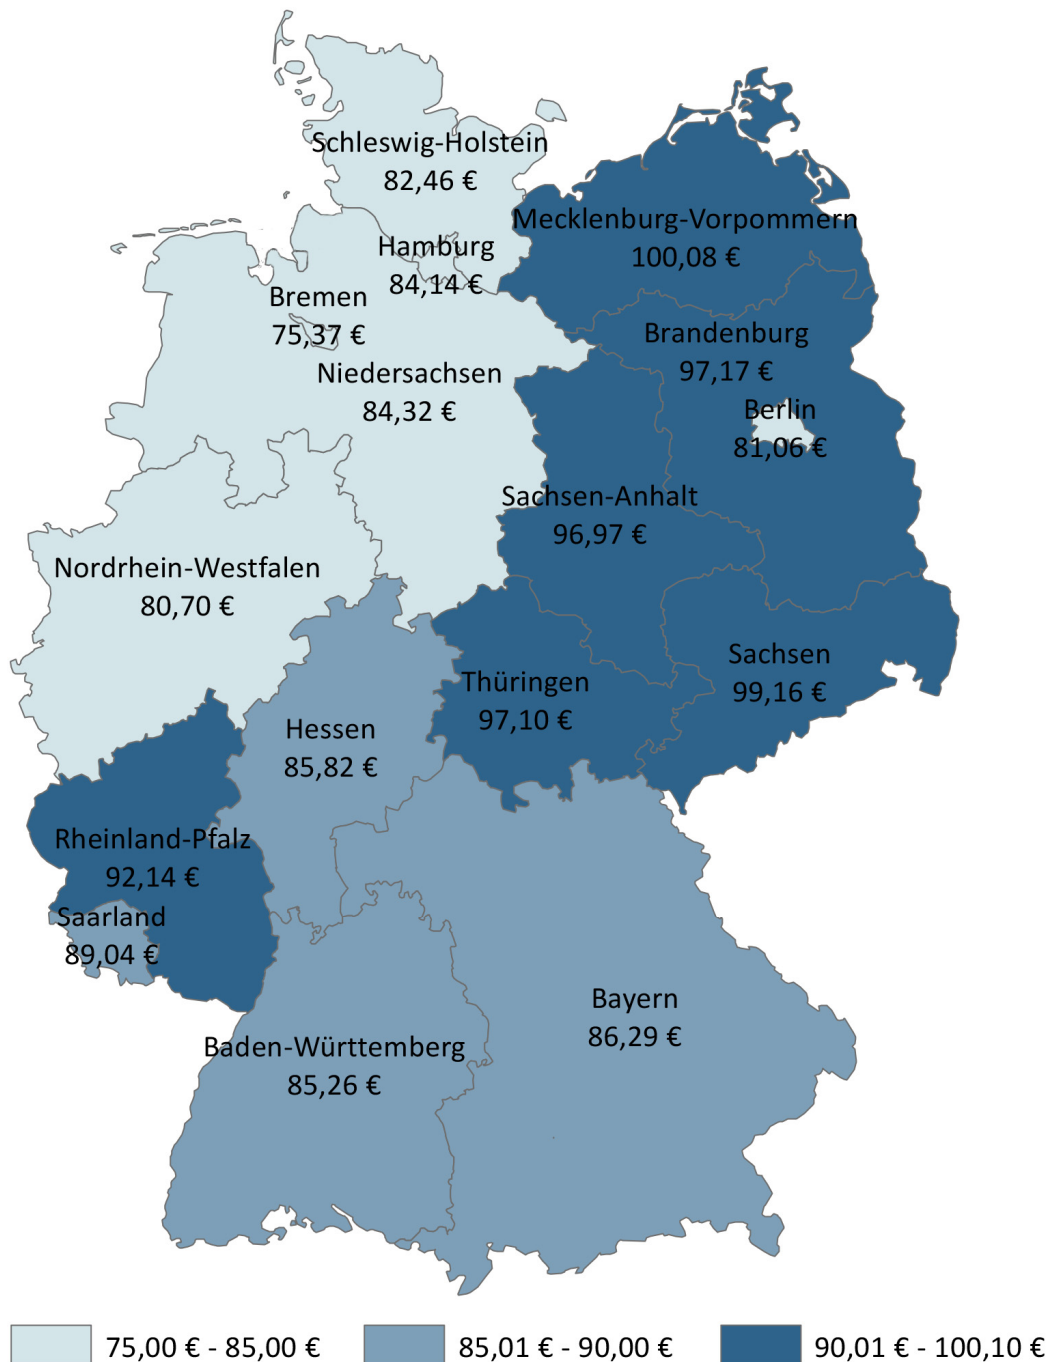 Schleswig-Holstein
82,46 €
Mecklenburg-Vorpommern
100,08 €
Hamburg
84,14 €
Bremen
75,37 €
Brandenburg
97,17 €
Niedersachsen
84,32 €
Berlin
81,06 €
Sachsen-Anhalt
96,97 €
Nordrhein-Westfalen
80,70 €
Sachsen
99,16 €
Thüringen
97,10 €
Hessen
85,82 €
Rheinland-Pfalz
92,14 €
Saarland
89,04 €
Bayern
86,29 €
Baden-Württemberg
85,26 €
75,00 € - 85,00 €
85,01 € - 90,00 €
90,01 € - 100,10 €